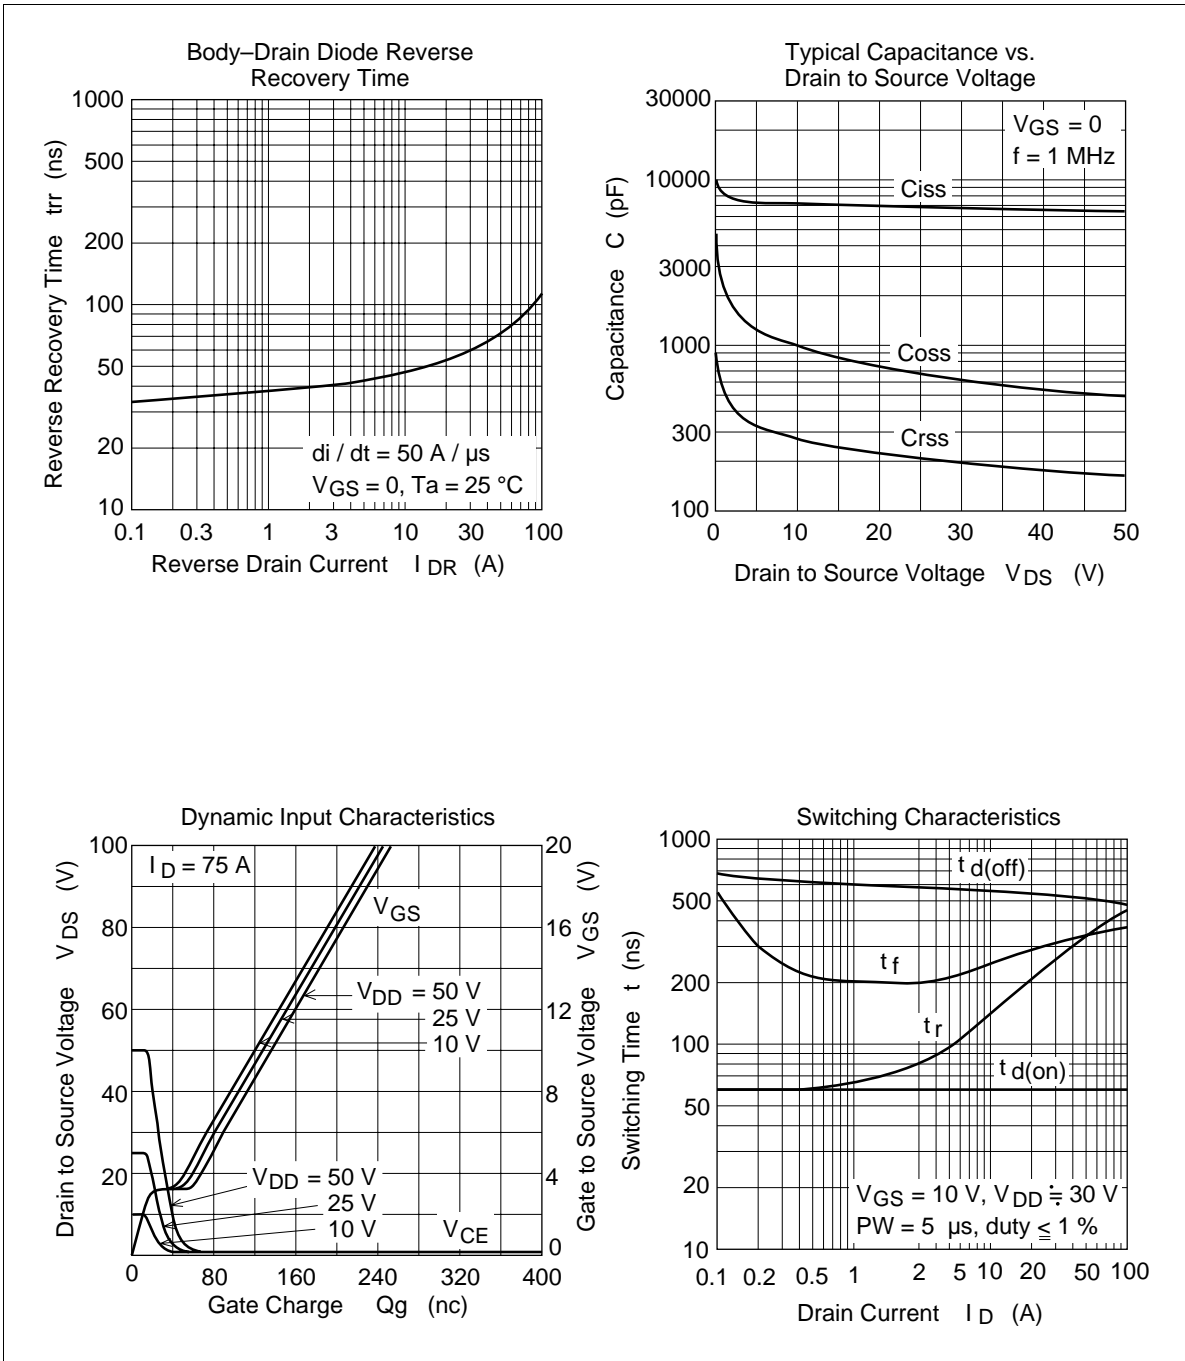 Body–Drain Diode Reverse
Recovery Time
1000
500
200
100
50
20
10
Reverse Recovery Time trr (ns)
di / dt = 50 A / µs
VGS = 0, Ta = 25 °C
0.1 0.3 1 3 10 30 100
Reverse Drain Current I DR (A)
Typical Capacitance vs.
Drain to Source Voltage
30000
10000
3000
1000
300
100
Capacitance C (pF)
VGS = 0
f = 1 MHz
Ciss
Coss
Crss
0 10 20 30 40 50
Drain to Source Voltage VDS (V)
Dynamic Input Characteristics
100
80
60
40
20
Drain to Source Voltage VDS (V)
I D = 75 A
VGS
VDD = 50 V
25 V
10 V
VDD = 50 V
25 V
10 V
VCE
20
16
12
8
4
0
Gate to Source Voltage VGS (V)
0 80 160 240 320 400
Gate Charge Qg (nc)
Switching Characteristics
1000
500
200
100
50
20
10
Switching Time t (ns)
t d(off)
t f
t r
t d(on)
VGS = 10 V, VDD ≒ 30 V
PW = 5 µs, duty ≦ 1 %
0.1 0.2 0.5 1 2 5 10 20 50 100
Drain Current I D (A)